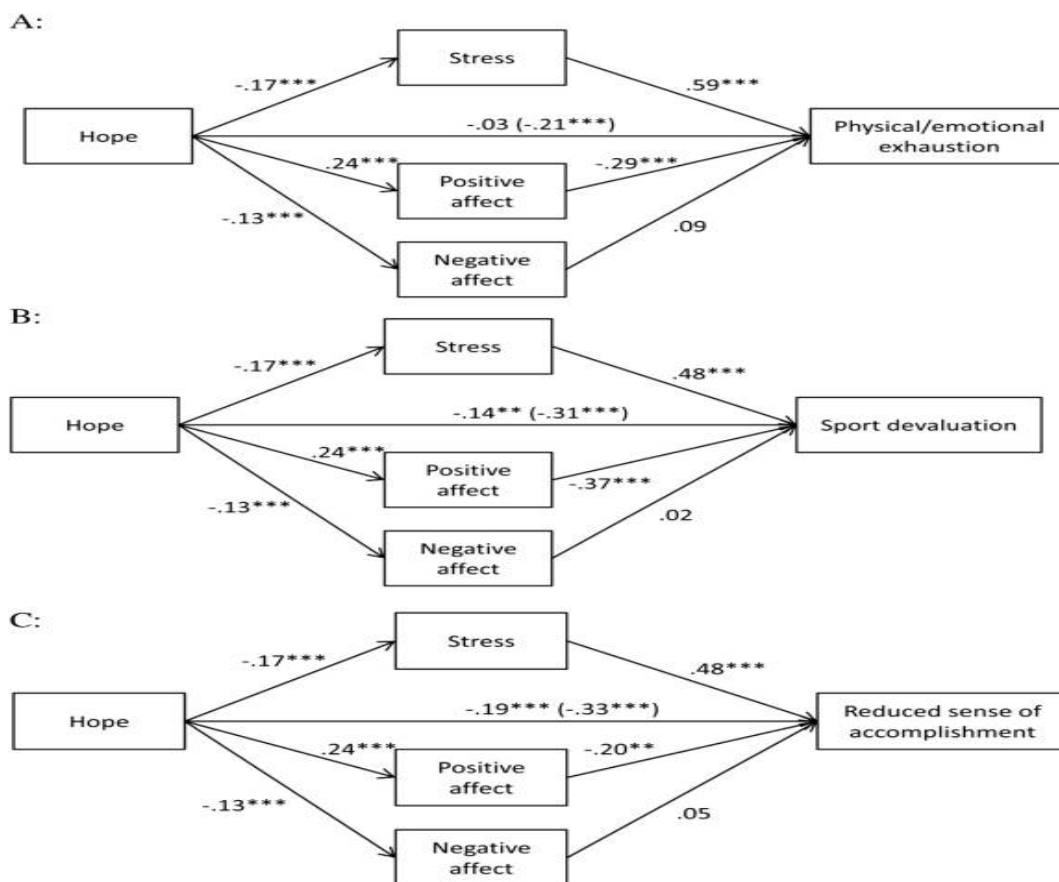 A:
Stress
-.17***
.59***
Hope
-.03 (-.21***)
Physical/emotional
exhaustion
.24***
Positive
affect
-.29***
-.13***
Negative
affect
.09
B:
Stress
-.17***
.48***
Hope
-.14** (-.31***)
Sport devaluation
.24***
Positive
affect
-.37***
-.13***
Negative
affect
.02
C:
Stress
-.17***
.48***
Hope
-.19*** (-.33***)
Reduced sense of
accomplishment
.24***
Positive
affect
-.20**
-.13***
Negative
affect
.05